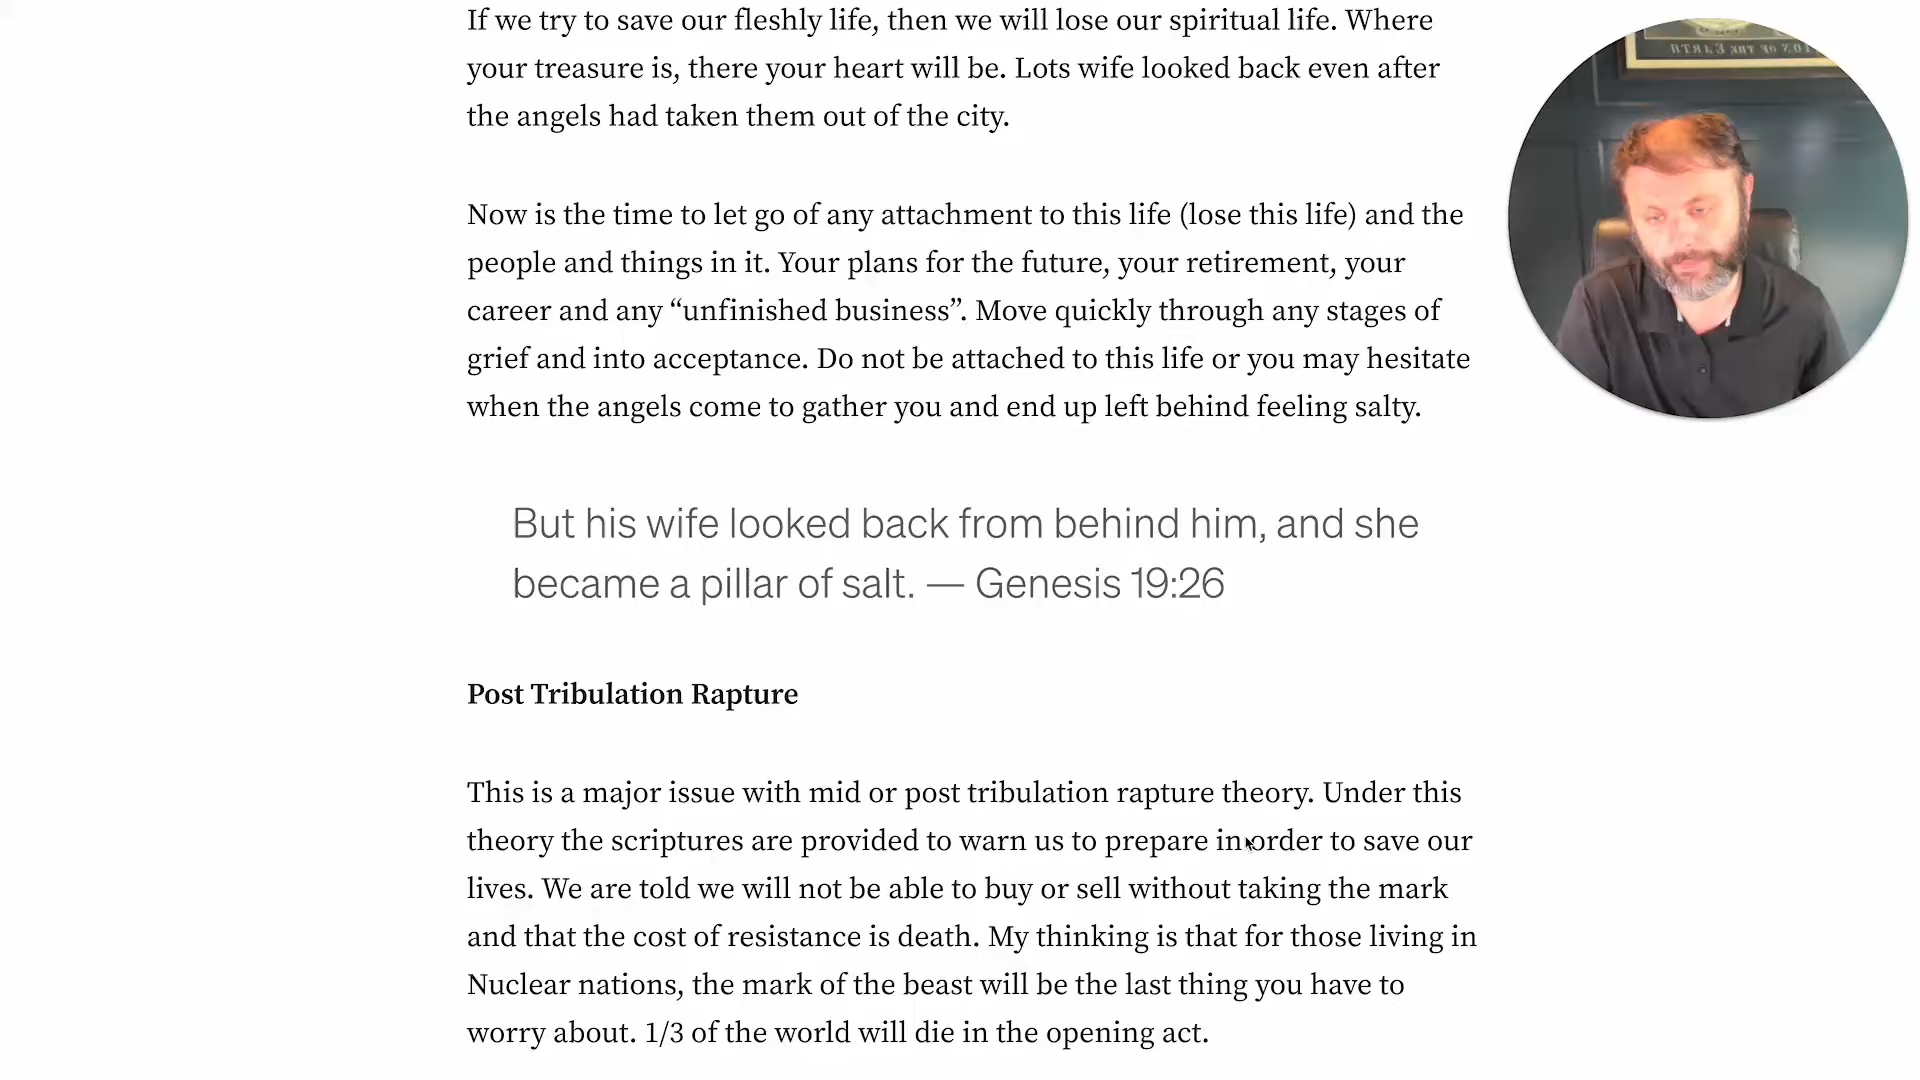 If we try to save our fleshly life, then we will lose our spiritual life. Where
your treasure is, there your heart will be. Lots wife looked back even after
the angels had taken them out of the city.
Now is the time to let go of any attachment to this life (lose this life) and the
people and things in it. Your plans for the future, your retirement, your
career and any “unfinished business”. Move quickly through any stages of
grief and into acceptance. Do not be attached to this life or you may hesitate
when the angels come to gather you and end up left behind feeling salty.
But his wife looked back from behind him, and she
became a pillar of salt. — Genesis 19:26
Post Tribulation Rapture
This is a major issue with mid or post tribulation rapture theory. Under this
theory the scriptures are provided to warn us to prepare in order to save our
lives. We are told we will not be able to buy or sell without taking the mark
and that the cost of resistance is death. My thinking is that for those living in
Nuclear nations, the mark of the beast will be the last thing you have to
worry about. 1/3 of the world will die in the opening act.